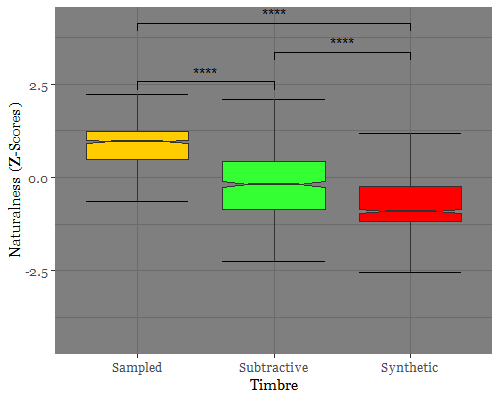 ****
****
****
2.5
0.0
-2.5
Naturalness (Z-Scores)
Sampled Subtractive Synthetic
Timbre